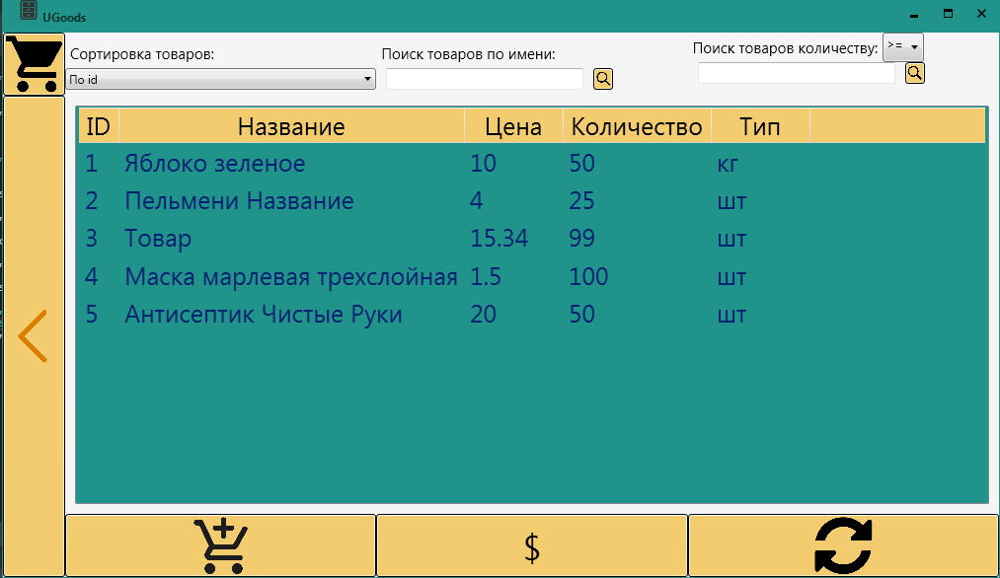 UGoods
Сортировка товаров: Поиск товаров по имени: Поиск товаров количеству: >=
По id
ID Название Цена Количество Тип
1 Яблоко зеленое 10 50 кг
2 Пельмени Название 4 25 шт
3 Товар 15.34 99 шт
4 Маска марлевая трехслойная 1.5 100 шт
5 Антисептик Чистые Руки 20 50 шт
$